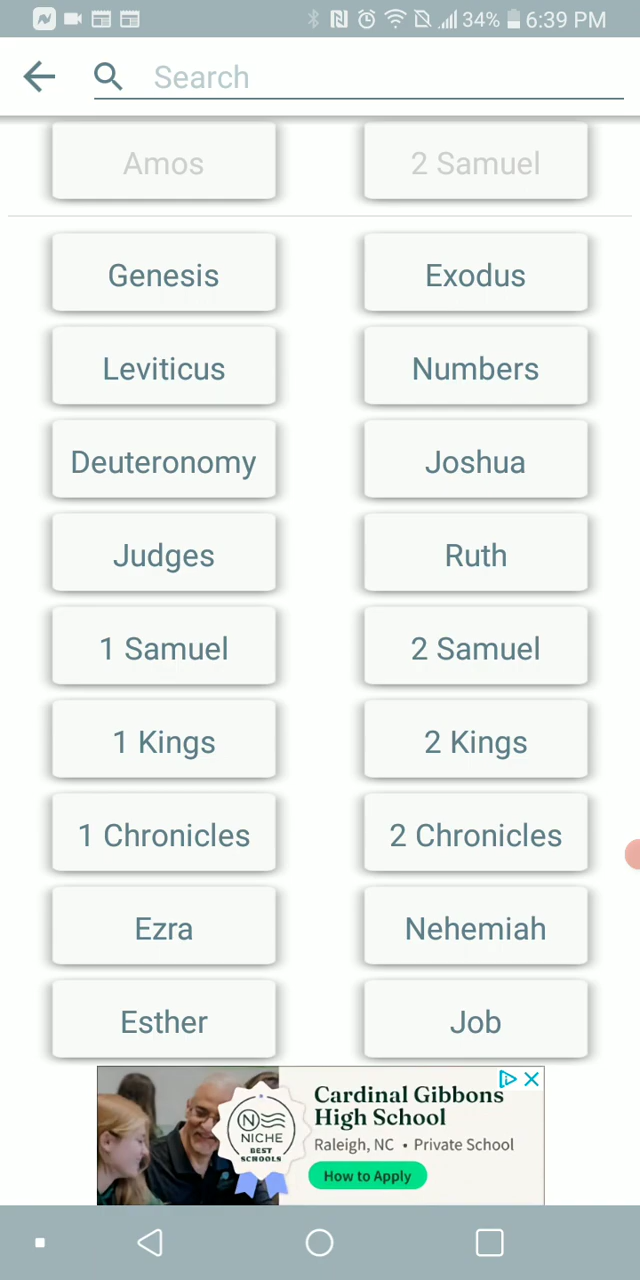 34% 6:39 PM
Search
Amos 2 Samuel
Genesis Exodus
Leviticus Numbers
Deuteronomy Joshua
Judges Ruth
1 Samuel 2 Samuel
1 Kings 2 Kings
1 Chronicles 2 Chronicles
Ezra Nehemiah
Esther Job
NICHE
BEST
SCHOOLS
Cardinal Gibbons
High School
Raleigh, NC • Private School
How to Apply